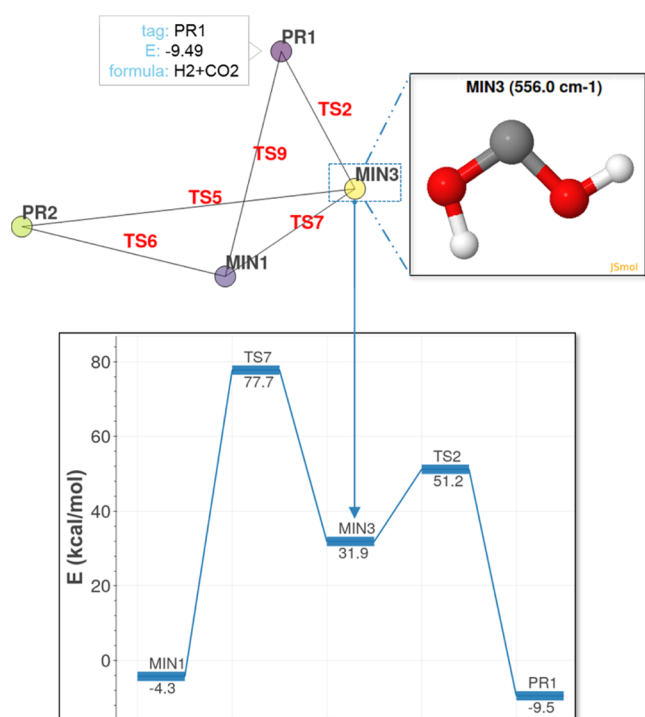 tag: PR1
E: -9.49
formula: H2+CO2
PR1
TS2
TS9
MIN3
TS5
TS7
PR2
TS6
MIN1
MIN3 (556.0 cm-1)
JSmol
E (kcal/mol)
80
60
40
20
0
TS7
77.7
TS2
51.2
MIN3
31.9
MIN1
-4.3
PR1
-9.5